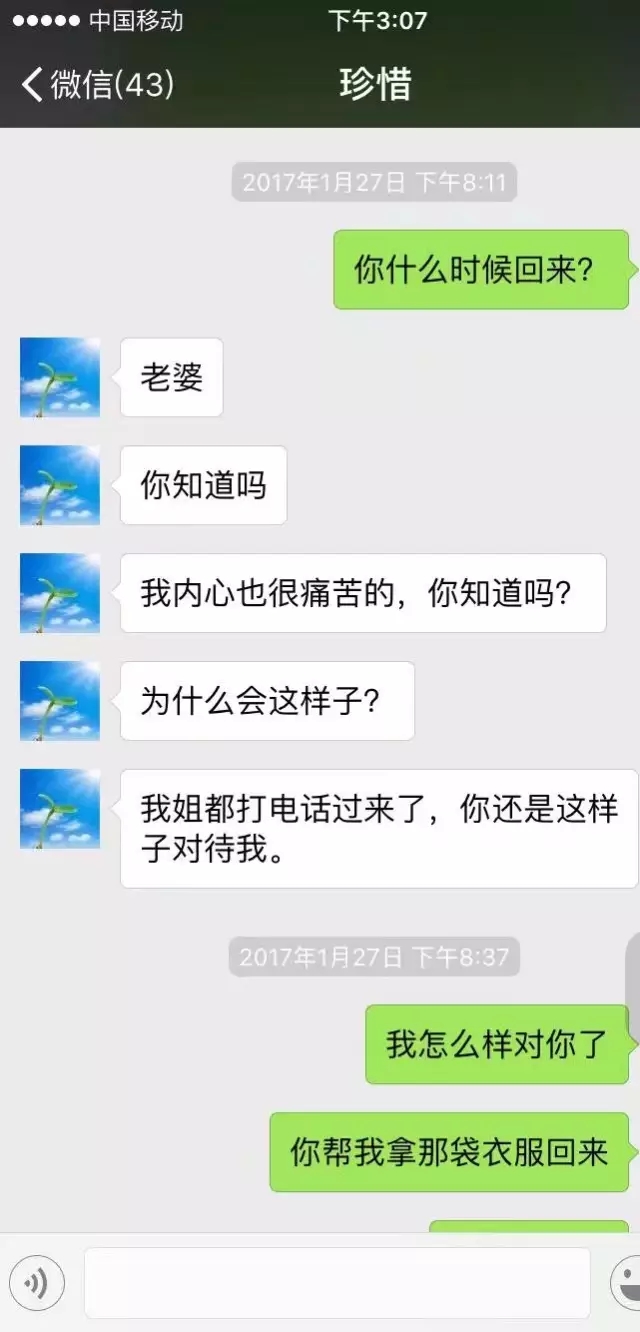 中国移动 下午3:07
微信(43) 珍惜
2017年1月27日 下午8:11
你什么时候回来？
老婆
你知道吗
我内心也很痛苦的，你知道吗？
为什么会这样子？
我姐都打电话过来了，你还是这样
子对待我。
2017年1月27日 下午8:37
我怎么样对你了
你帮我拿那袋衣服回来